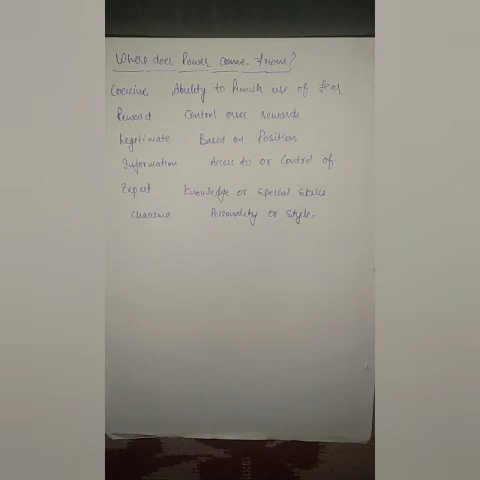 Where does Power come from?
Coercive Ability to Punish use of fear
Reward Control over rewards
Legitimate Based on Position
Information Access to or Control of
Expert Knowledge or special skills
Charisma Personality or style.